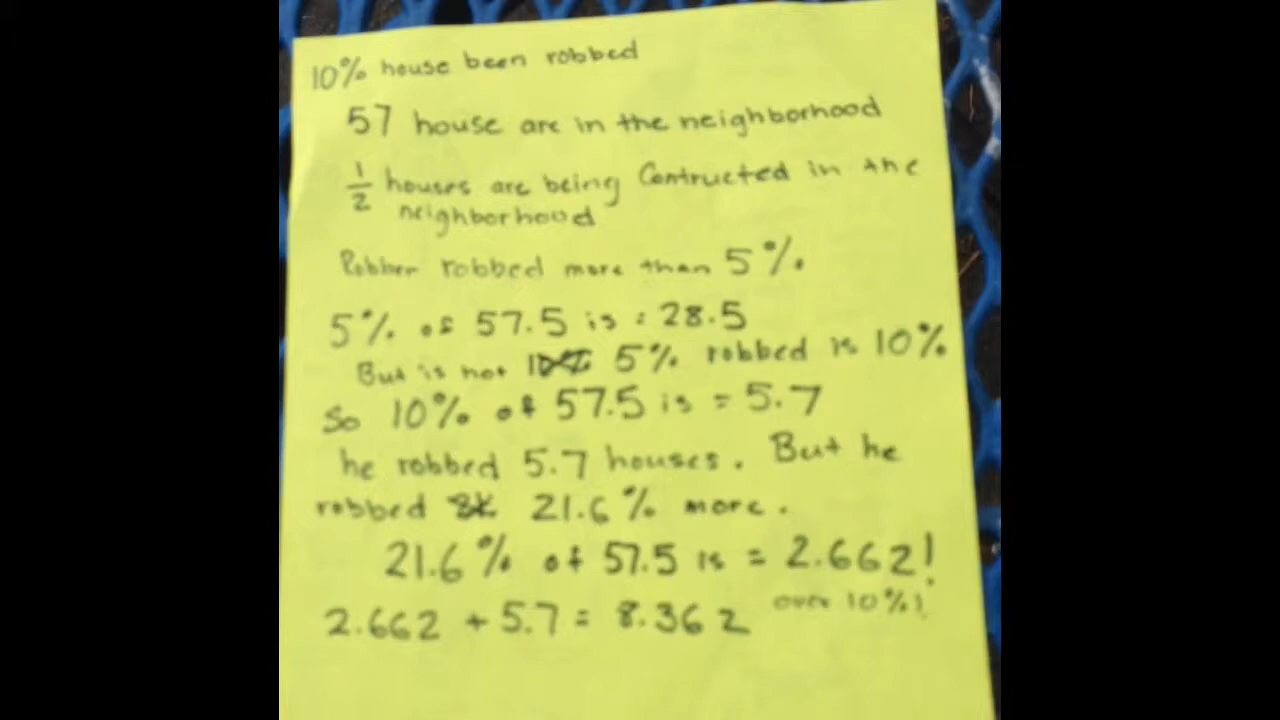 10% house been robbed
57 house are in the neighborhood
1/2 houses are being Contructed in the
neighborhood
Robber robbed more than 5%.
5% of 57.5 is : 28.5
But is not 5% robbed is 10%
So 10% of 57.5 is = 5.7
he robbed 5.7 houses. But he
robbed 21.6% more.
21.6% of 57.5 is = 2.662!
over 10%!
2.662 + 5.7 = 8.362